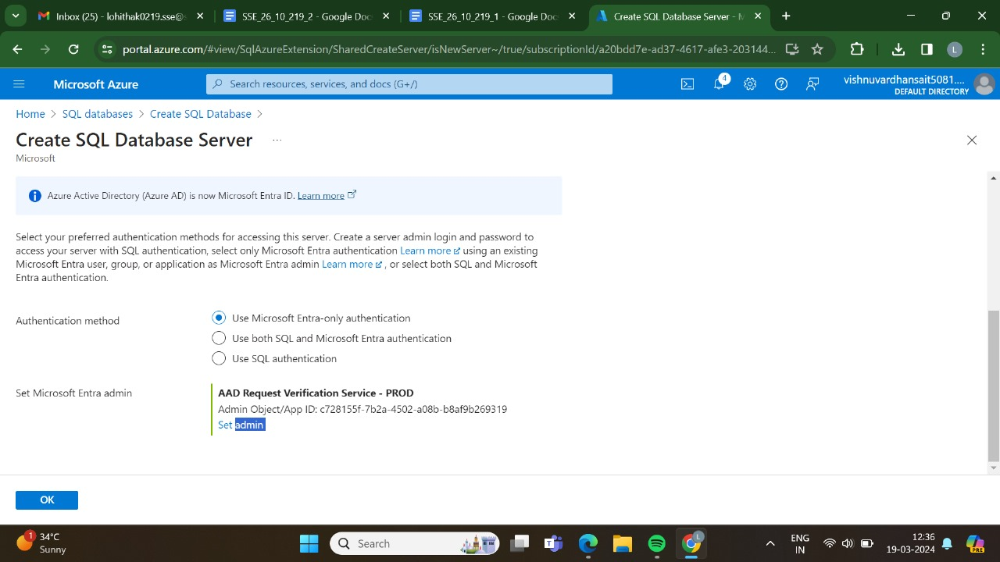 Inbox (25) - lohithak0219.sse@s
SSE_26_10_219_2 - Google Doc
SSE_26_10_219_1 - Google Doc
Create SQL Database Server - M
portal.azure.com/#view/SqlAzureExtension/SharedCreateServer/isNewServer~/true/subscriptionId/a20bdd7e-ad37-4617-afe3-203144...
L
Microsoft Azure
Search resources, services, and docs (G+/)
4
vishnuvardhansait5081....
DEFAULT DIRECTORY
Home > SQL databases > Create SQL Database >
Create SQL Database Server ...
Microsoft
Azure Active Directory (Azure AD) is now Microsoft Entra ID. Learn more
Select your preferred authentication methods for accessing this server. Create a server admin login and password to
access your server with SQL authentication, select only Microsoft Entra authentication Learn more using an existing
Microsoft Entra user, group, or application as Microsoft Entra admin Learn more , or select both SQL and Microsoft
Entra authentication.
Authentication method
Use Microsoft Entra-only authentication
Use both SQL and Microsoft Entra authentication
Use SQL authentication
Set Microsoft Entra admin
AAD Request Verification Service - PROD
Admin Object/App ID: c728155f-7b2a-4502-a08b-b8af9b269319
Set admin
OK
1
34°C
Sunny
Search
L
ENG
IN
12:36
19-03-2024
PRE